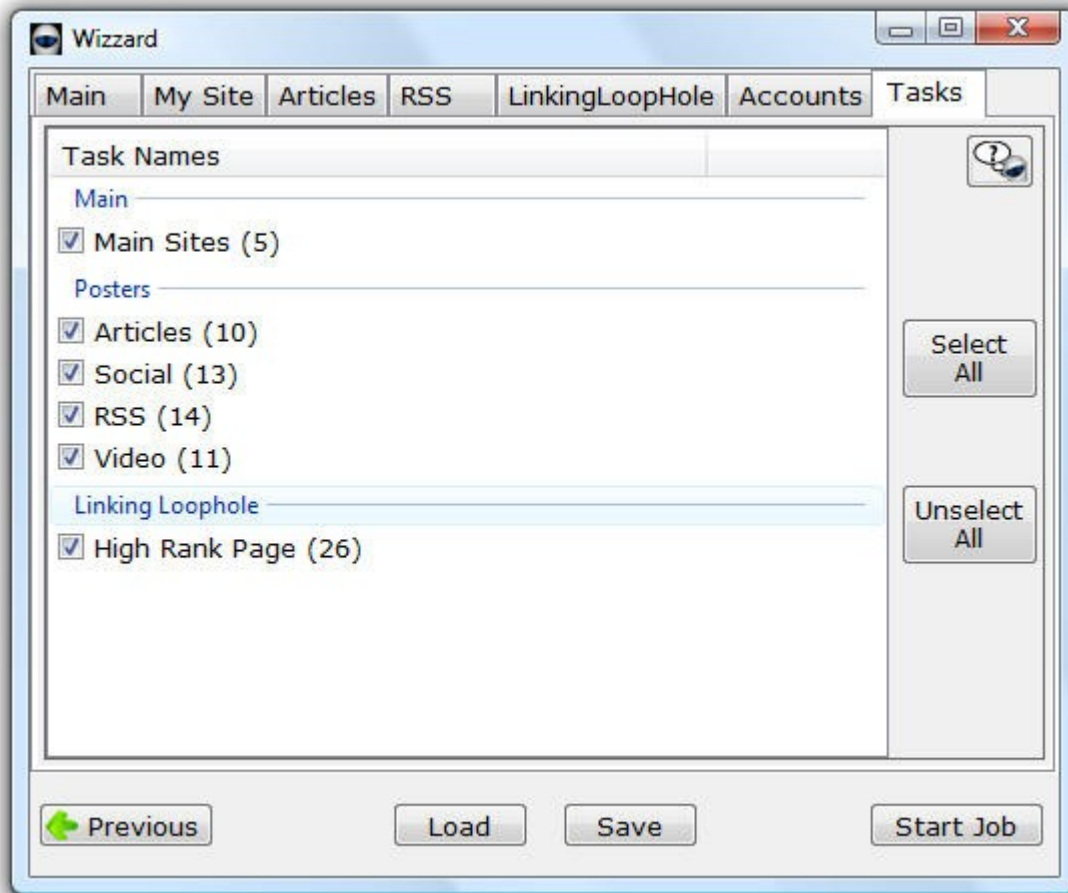 Wizzard
Main My Site Articles RSS LinkingLoopHole Accounts Tasks
Task Names
Main
Main Sites (5)
Posters
Articles (10)
Social (13)
RSS (14)
Video (11)
Linking Loophole
High Rank Page (26)
Select
All
Unselect
All
Previous Load Save Start Job